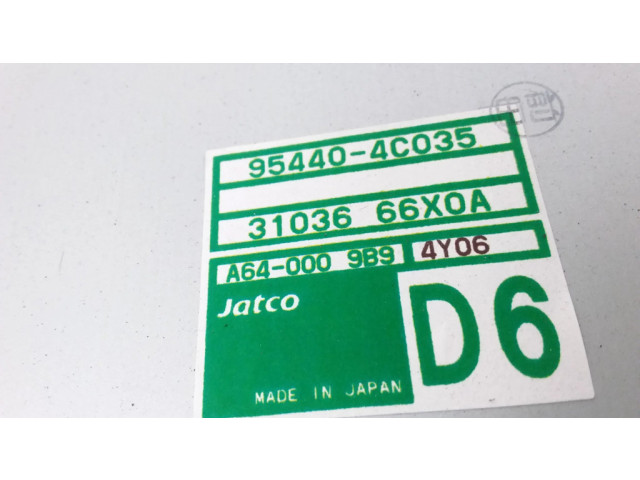 95440-4C035
31036 66X0A
A64-000 9B9 4Y06
Jatco
D6
MADE IN JAPAN